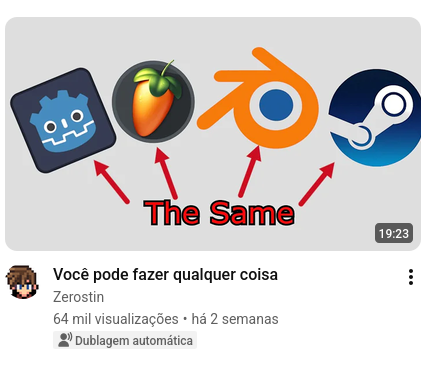 The Same
19:23
Você pode fazer qualquer coisa
Zerostin
64 mil visualizações • há 2 semanas
Dublagem automática